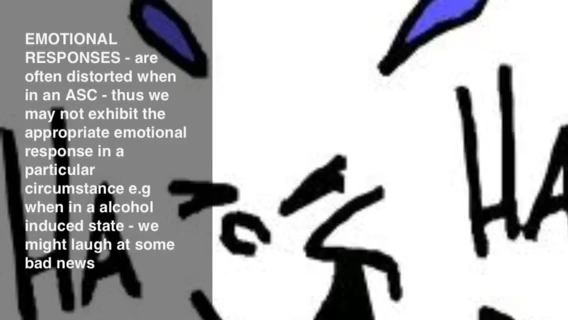 EMOTIONAL
RESPONSES - are
often distorted when
in an ASC - thus we
may not exhibit the
appropriate emotional
response in a
particular
circumstance e.g
when in a alcohol
induced state - we
might laugh at some
bad news
HA
HA